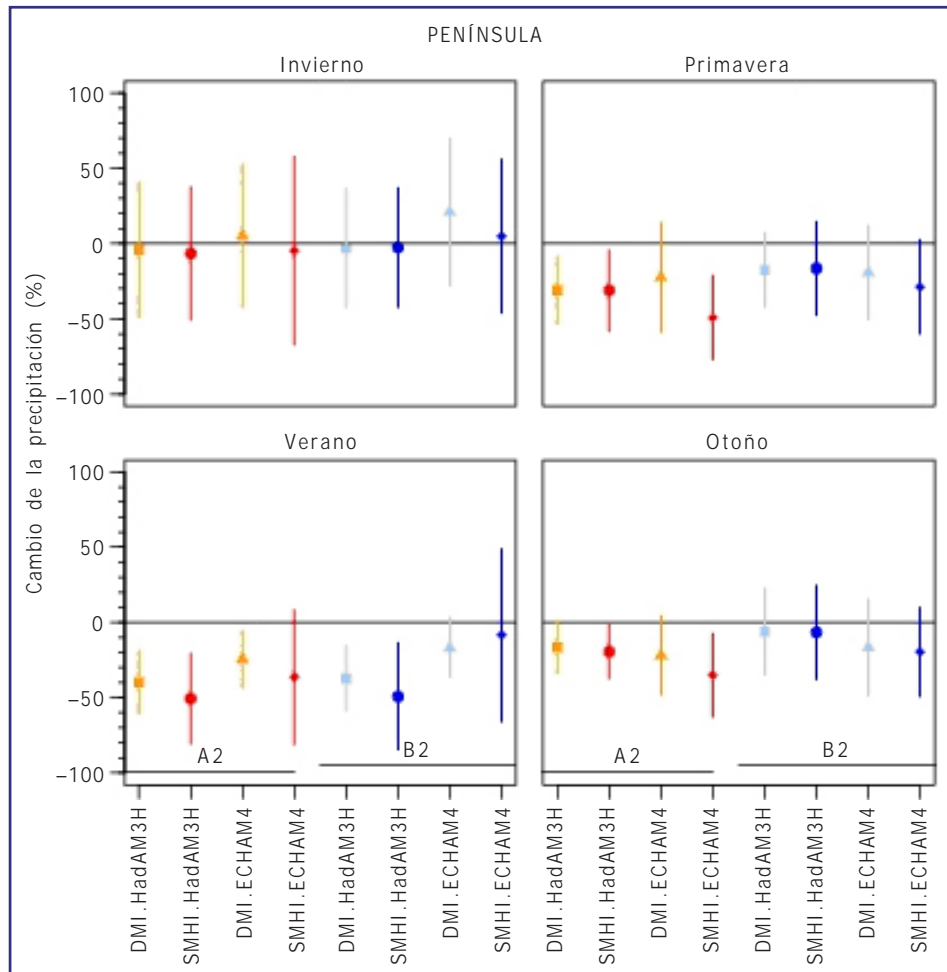 PENÍNSULA
Invierno
Primavera
Cambio de la precipitación (%)
100
50
0
−50
−100
Verano
Otoño
100
50
0
−50
−100
A2
B2
A2
B2
DMI.HadAM3H
SMHI.HadAM3H
DMI.ECHAM4
SMHI.ECHAM4
DMI.HadAM3H
SMHI.HadAM3H
DMI.ECHAM4
SMHI.ECHAM4
DMI.HadAM3H
SMHI.HadAM3H
DMI.ECHAM4
SMHI.ECHAM4
DMI.HadAM3H
SMHI.HadAM3H
DMI.ECHAM4
SMHI.ECHAM4